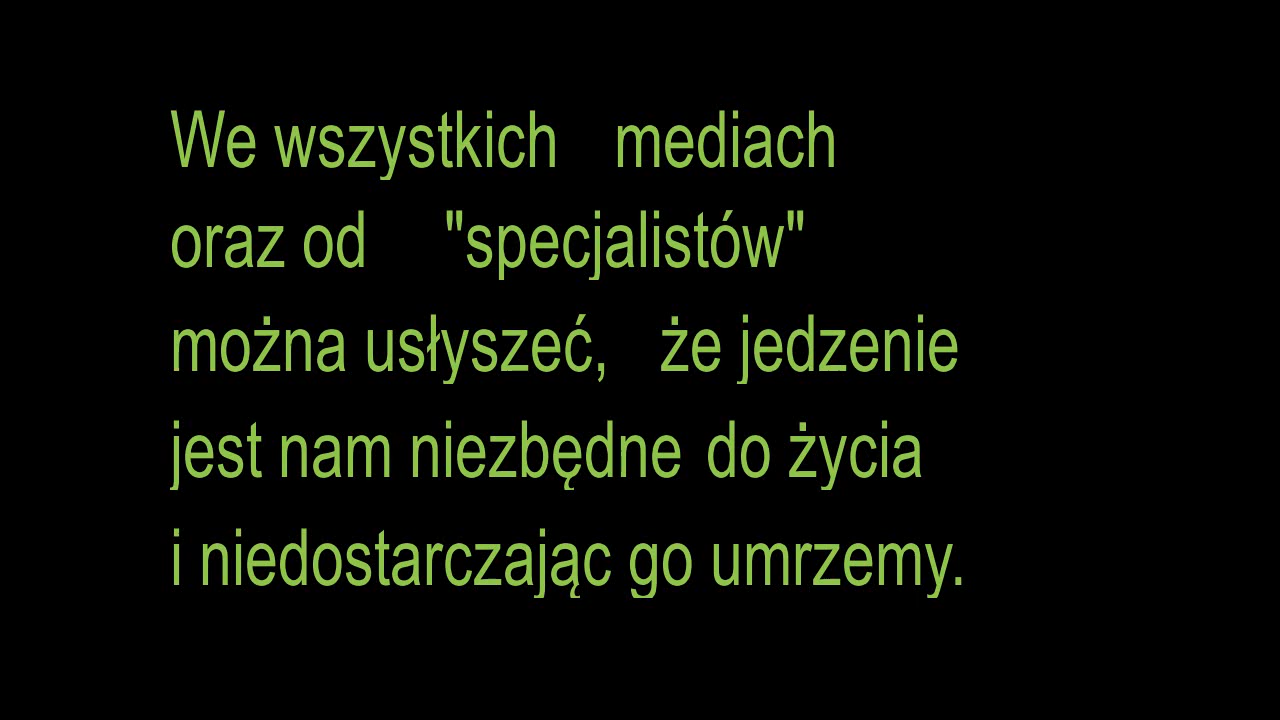 We wszystkich mediach
oraz od "specjalistów"
można usłyszeć, że jedzenie
jest nam niezbędne do życia
i niedostarczając go umrzemy.